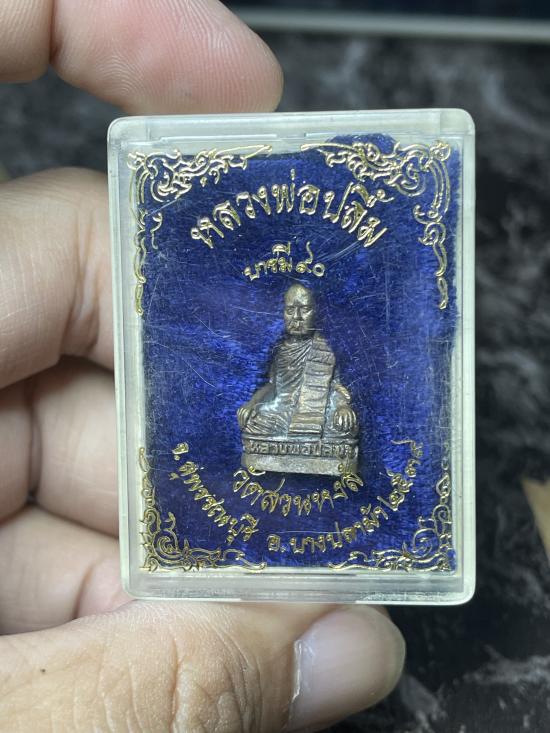 หลวงพ่อปลื้ม
บารมี๙๐
หลวงพ่อปลื้ม
วัดสวนหงส์
จ.สุพรรณบุรี อ.บางปลาม้า ๒๕๓๙